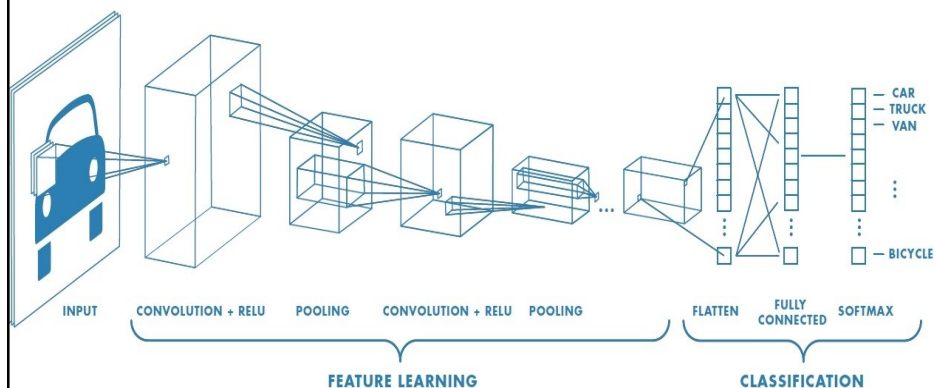 CAR
TRUCK
VAN
BICYCLE
INPUT
CONVOLUTION + RELU
POOLING
CONVOLUTION + RELU
POOLING
FLATTEN
FULLY
CONNECTED
SOFTMAX
FEATURE LEARNING
CLASSIFICATION